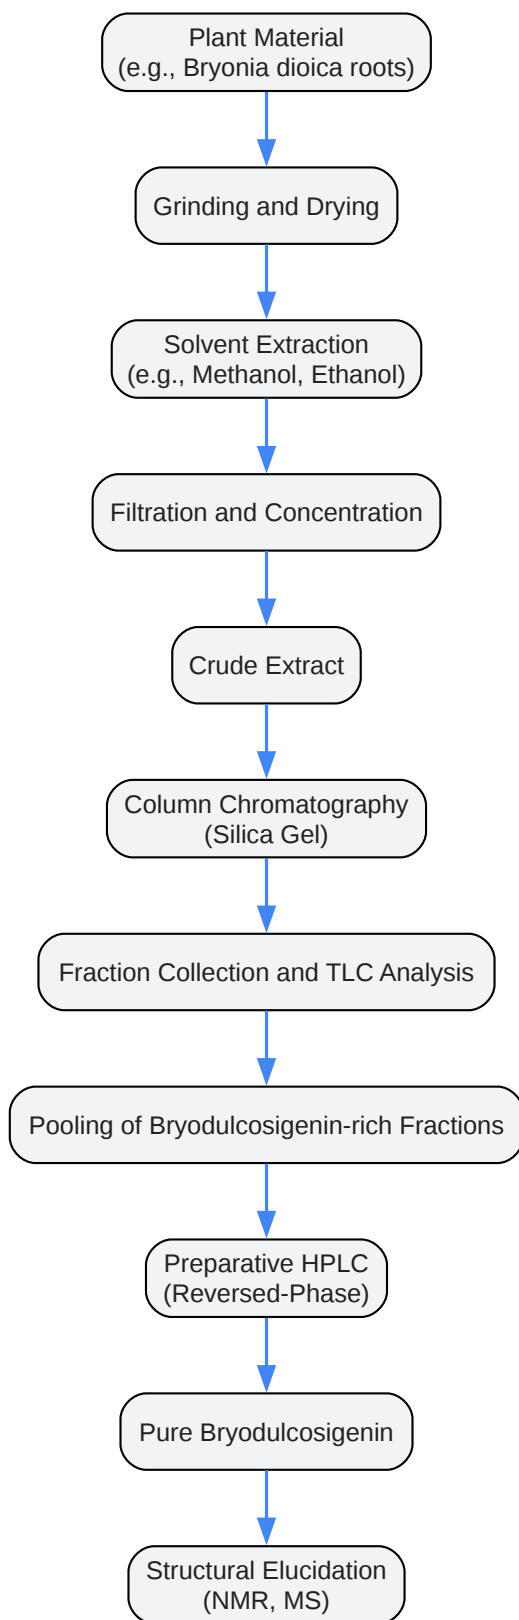 Plant Material
(e.g., Bryonia dioica roots)
Grinding and Drying
Solvent Extraction
(e.g., Methanol, Ethanol)
Filtration and Concentration
Crude Extract
Column Chromatography
(Silica Gel)
Fraction Collection and TLC Analysis
Pooling of Bryodulcosigenin-rich Fractions
Preparative HPLC
(Reversed-Phase)
Pure Bryodulcosigenin
Structural Elucidation
(NMR, MS)